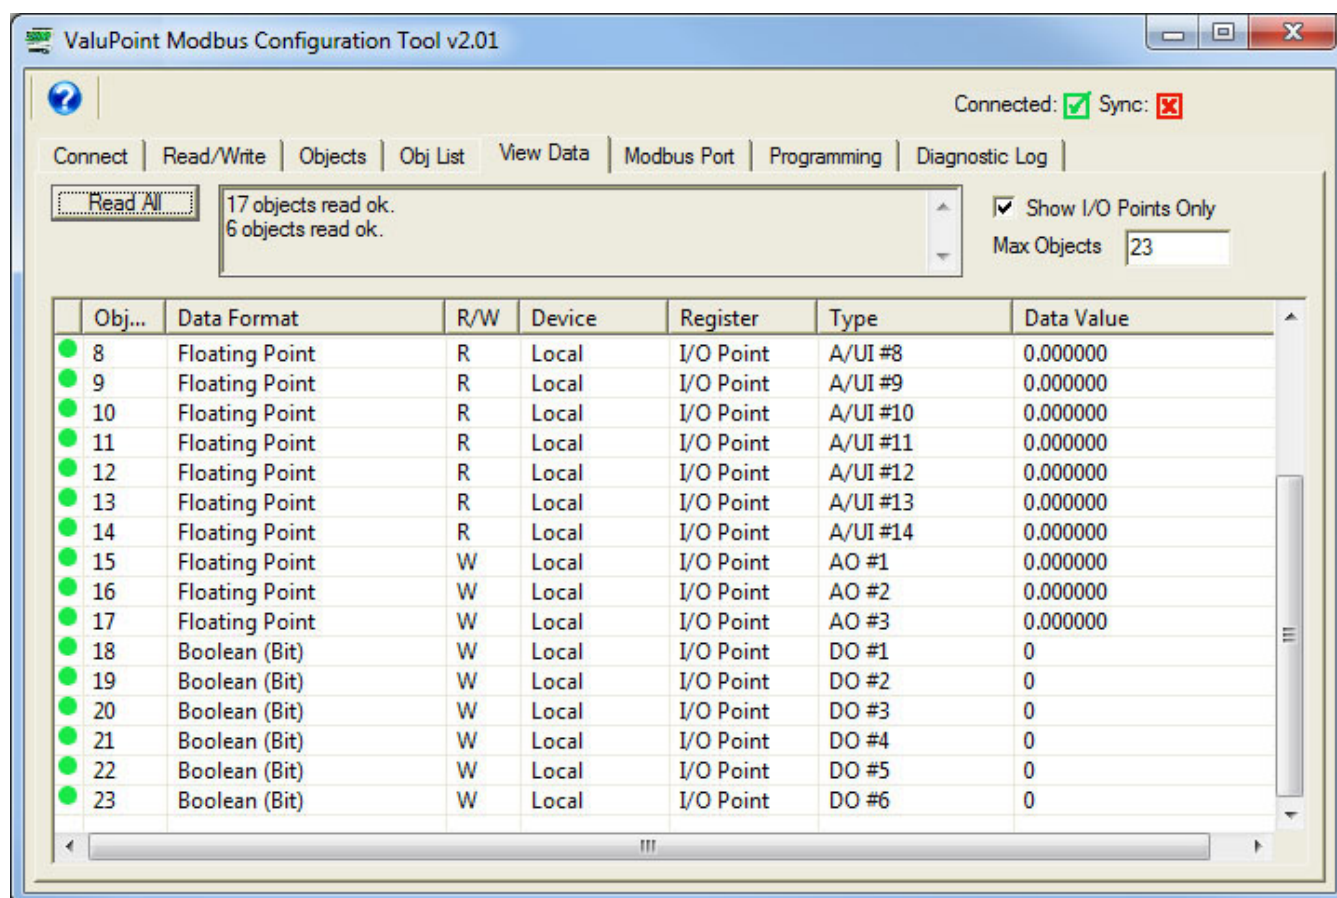 ValuPoint Modbus Configuration Tool v2.01
Connected: Sync:
Connect Read/Write Objects Obj List View Data Modbus Port Programming Diagnostic Log
Read All
17 objects read ok.
6 objects read ok.
Show I/O Points Only
Max Objects 23
Obj... Data Format R/W Device Register Type Data Value
8 Floating Point R Local I/O Point A/UI #8 0.000000
9 Floating Point R Local I/O Point A/UI #9 0.000000
10 Floating Point R Local I/O Point A/UI #10 0.000000
11 Floating Point R Local I/O Point A/UI #11 0.000000
12 Floating Point R Local I/O Point A/UI #12 0.000000
13 Floating Point R Local I/O Point A/UI #13 0.000000
14 Floating Point R Local I/O Point A/UI #14 0.000000
15 Floating Point W Local I/O Point AO #1 0.000000
16 Floating Point W Local I/O Point AO #2 0.000000
17 Floating Point W Local I/O Point AO #3 0.000000
18 Boolean (Bit) W Local I/O Point DO #1 0
19 Boolean (Bit) W Local I/O Point DO #2 0
20 Boolean (Bit) W Local I/O Point DO #3 0
21 Boolean (Bit) W Local I/O Point DO #4 0
22 Boolean (Bit) W Local I/O Point DO #5 0
23 Boolean (Bit) W Local I/O Point DO #6 0